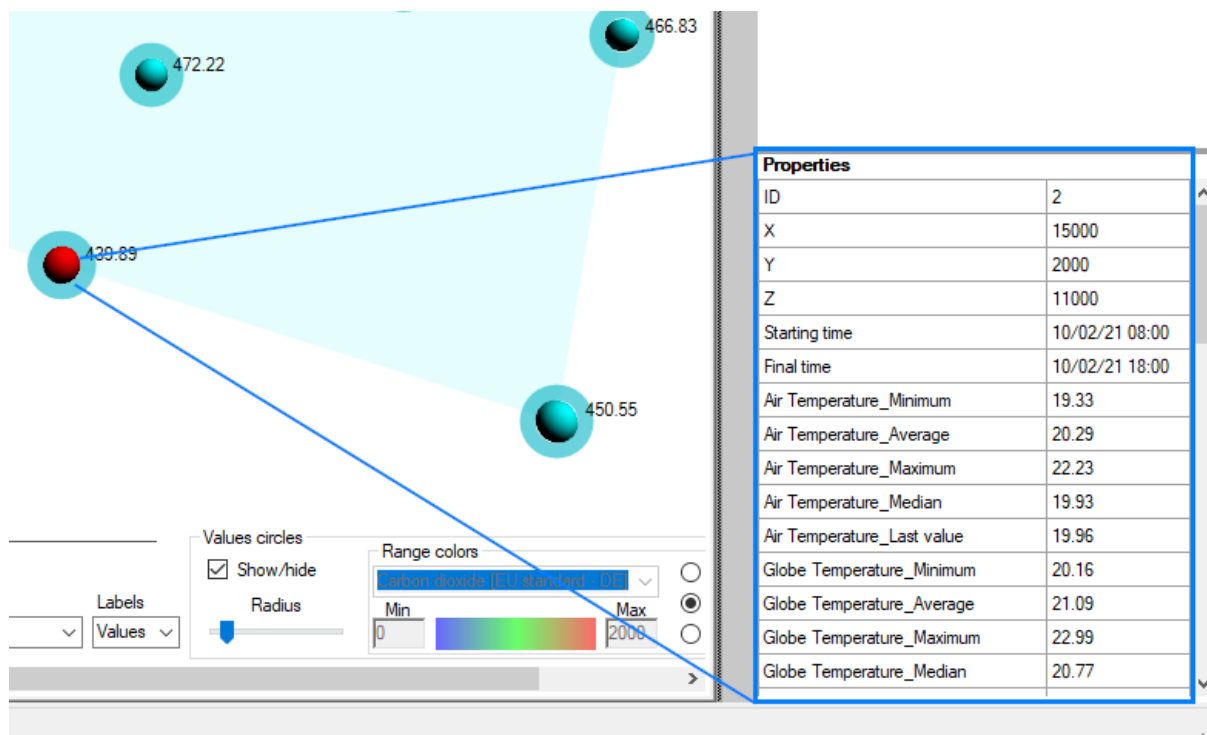 466.83
472.22
439.89
450.55
Properties
ID 2
X 15000
Y 2000
Z 11000
Starting time 10/02/21 08:00
Final time 10/02/21 18:00
Air Temperature_Minimum 19.33
Air Temperature_Average 20.29
Air Temperature_Maximum 22.23
Air Temperature_Median 19.93
Air Temperature_Last value 19.96
Globe Temperature_Minimum 20.16
Globe Temperature_Average 21.09
Globe Temperature_Maximum 22.99
Globe Temperature_Median 20.77
Values circles
Show/hide
Radius
Range colors
Carbon dioxide [EU standard - DE]
Min Max
0 2000
Labels
Values